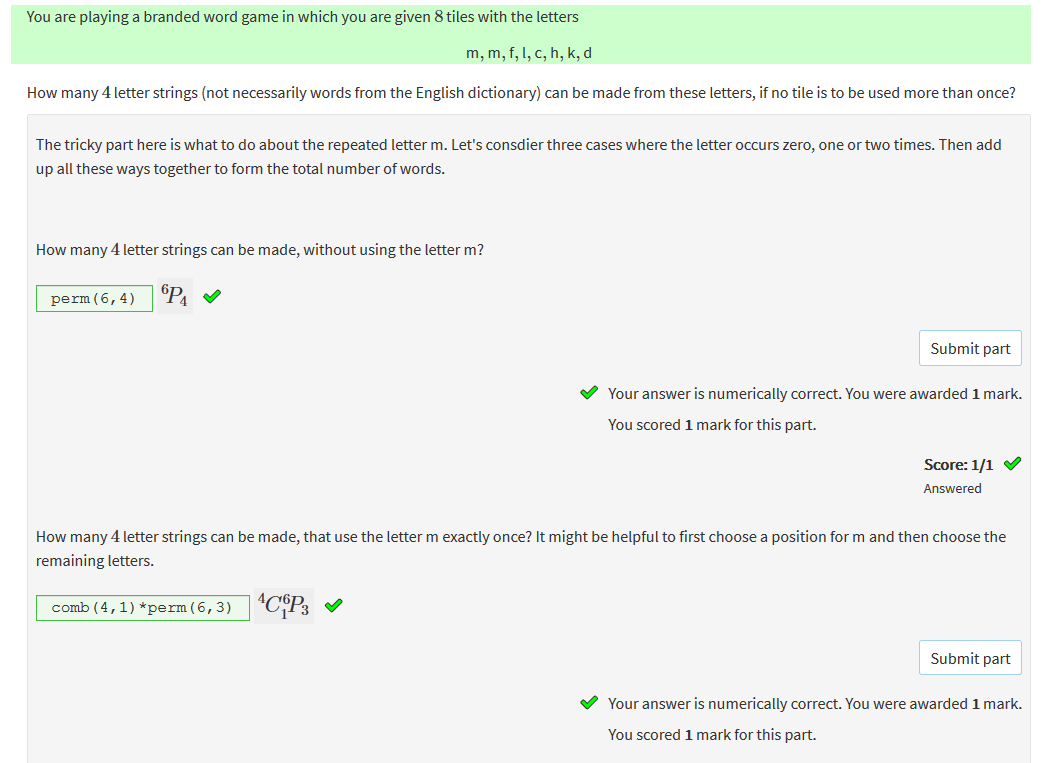 You are playing a branded word game in which you are given 8 tiles with the letters
m, m, f, l, c, h, k, d
How many 4 letter strings (not necessarily words from the English dictionary) can be made from these letters, if no tile is to be used more than once?
The tricky part here is what to do about the repeated letter m. Let's consdier three cases where the letter occurs zero, one or two times. Then add
up all these ways together to form the total number of words.
How many 4 letter strings can be made, without using the letter m?
perm(6,4) ⁶P₄
Submit part
Your answer is numerically correct. You were awarded 1 mark.
You scored 1 mark for this part.
Score: 1/1
Answered
How many 4 letter strings can be made, that use the letter m exactly once? It might be helpful to first choose a position for m and then choose the
remaining letters.
comb(4,1)*perm(6,3) ⁴C₁⁶P₃
Submit part
Your answer is numerically correct. You were awarded 1 mark.
You scored 1 mark for this part.